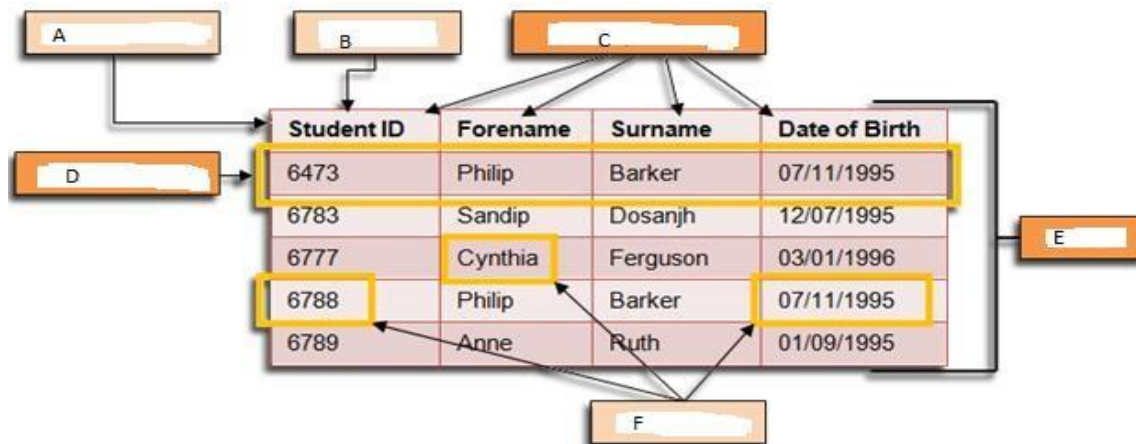 A
B
C
Student ID Forename Surname Date of Birth
D
6473 Philip Barker 07/11/1995
6783 Sandip Dosanjh 12/07/1995
E
6777 Cynthia Ferguson 03/01/1996
6788 Philip Barker 07/11/1995
6789 Anne Ruth 01/09/1995
F